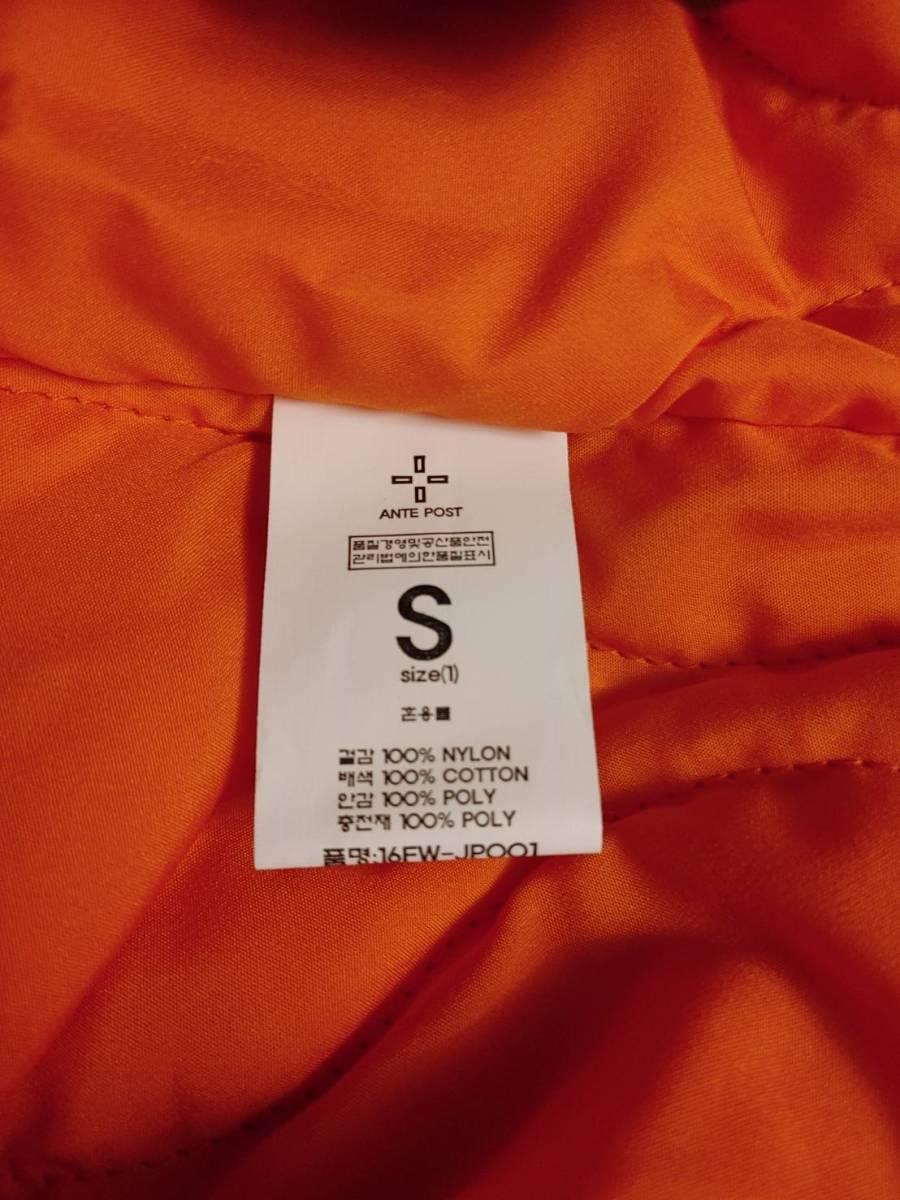 ANTE POST
품질경영및공산품안전
관리법에의한품질표시
S
size(1)
혼용률
겉감 100% NYLON
배색 100% COTTON
안감 100% POLY
충전재 100% POLY
품명:16FW-JP001